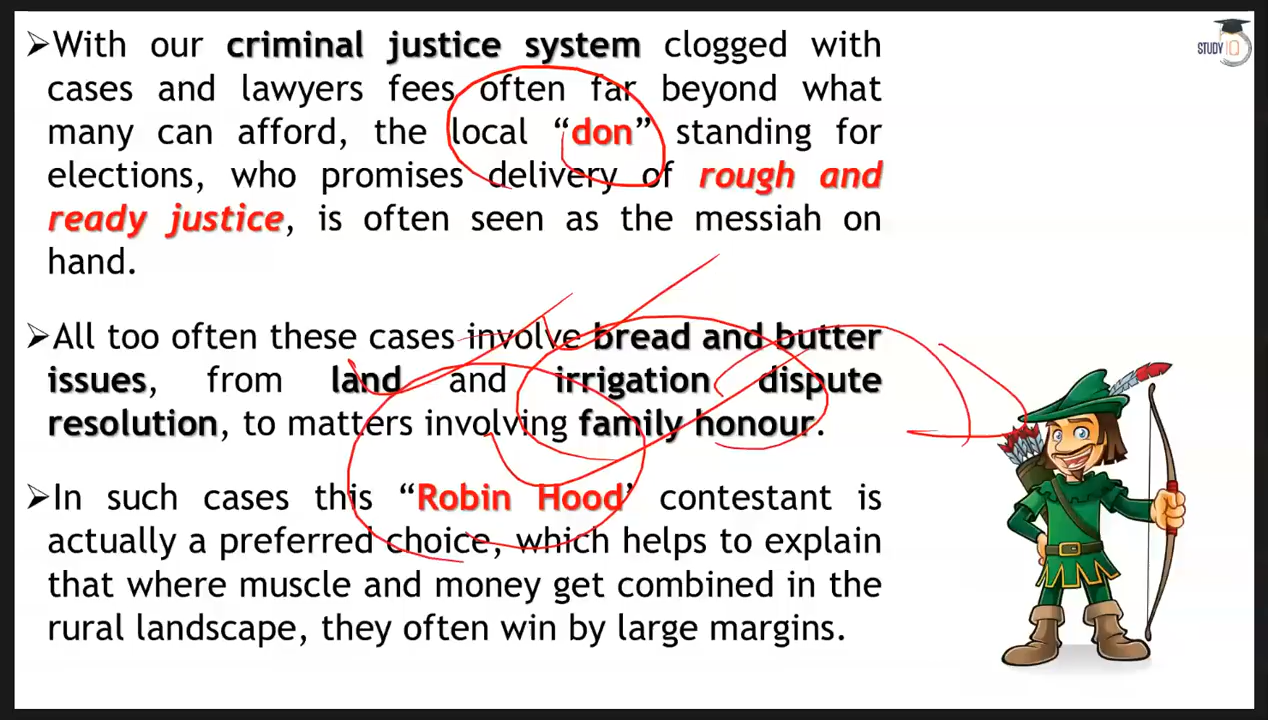 ➢With our criminal justice system clogged with
cases and lawyers fees often far beyond what
many can afford, the local “don” standing for
elections, who promises delivery of rough and
ready justice, is often seen as the messiah on
hand.
➢All too often these cases involve bread and butter
issues, from land and irrigation dispute
resolution, to matters involving family honour.
➢In such cases this “Robin Hood’ contestant is
actually a preferred choice, which helps to explain
that where muscle and money get combined in the
rural landscape, they often win by large margins.
STUDY IQ